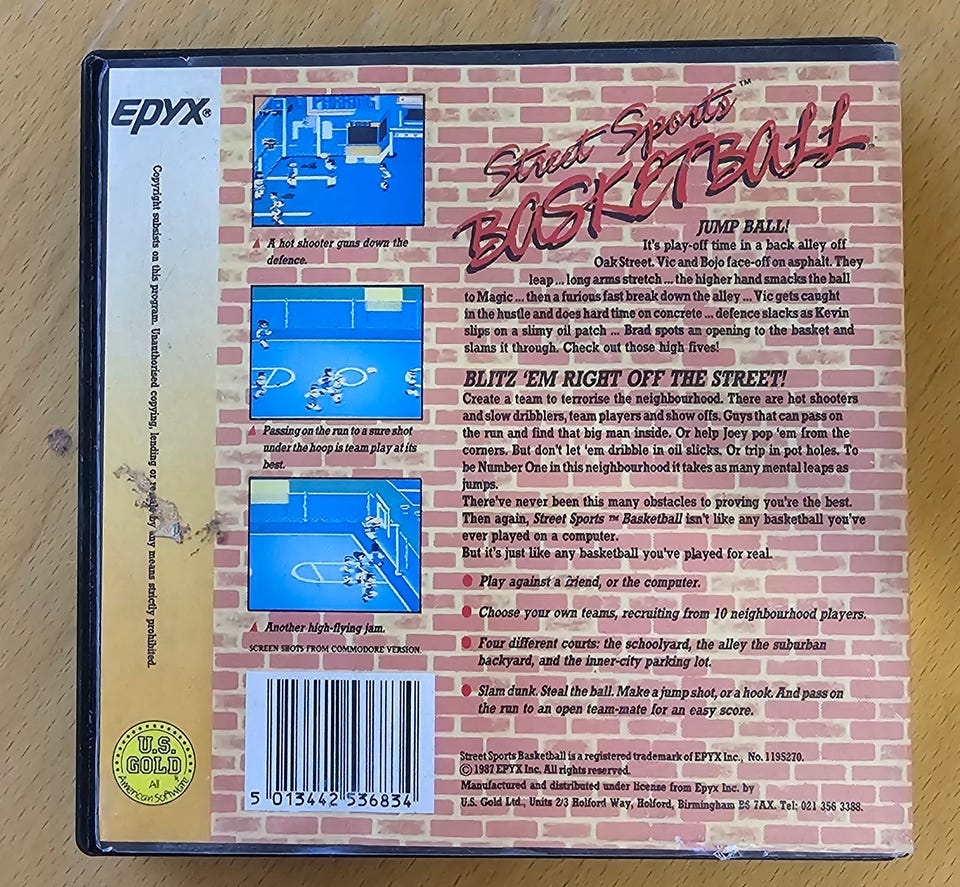 EPYX®
Copyright subsists on this program. Unauthorised copying, lending or by any means strictly prohibited.
A hot shooter guns down the
defence.
Passing on the run to a sure shot
under the hoop is team play at its
best.
Another high-flying jam.
SCREEN SHOTS FROM COMMODORE VERSION.
5 013442 536834
U.S.
GOLD
All
American Software
Street Sports™
BASKETBALL
JUMP BALL!
It's play-off time in a back alley off
Oak Street. Vic and Bojo face-off on asphalt. They
leap ... long arms stretch ... the higher hand smacks the ball
to Magic ... then a furious fast break down the alley ... Vic gets caught
in the hustle and does hard time on concrete ... defence slacks as Kevin
slips on a slimy oil patch ... Brad spots an opening to the basket and
slams it through. Check out those high fives!
BLITZ 'EM RIGHT OFF THE STREET!
Create a team to terrorise the neighbourhood. There are hot shooters
and slow dribblers, team players and show offs. Guys that can pass on
the run and find that big man inside. Or help Joey pop 'em from the
corners. But don't let 'em dribble in oil slicks. Or trip in pot holes. To
be Number One in this neighbourhood it takes as many mental leaps as
jumps.
There've never been this many obstacles to proving you're the best.
Then again, Street Sports ™ Basketball isn't like any basketball you've
ever played on a computer.
But it's just like any basketball you've played for real.
Play against a friend, or the computer.
Choose your own teams, recruiting from 10 neighbourhood players.
Four different courts: the schoolyard, the alley the suburban
backyard, and the inner-city parking lot.
Slam dunk. Steal the ball. Make a jump shot, or a hook. And pass on
the run to an open team-mate for an easy score.
Street Sports Basketball is a registered trademark of EPYX Inc., No. 1195270.
© 1987 EPYX Inc. All rights reserved.
Manufactured and distributed under license from Epyx Inc. by
U.S. Gold Ltd., Units 2/3 Holford Way, Holford, Birmingham B6 7AX. Tel: 021 356 3388.